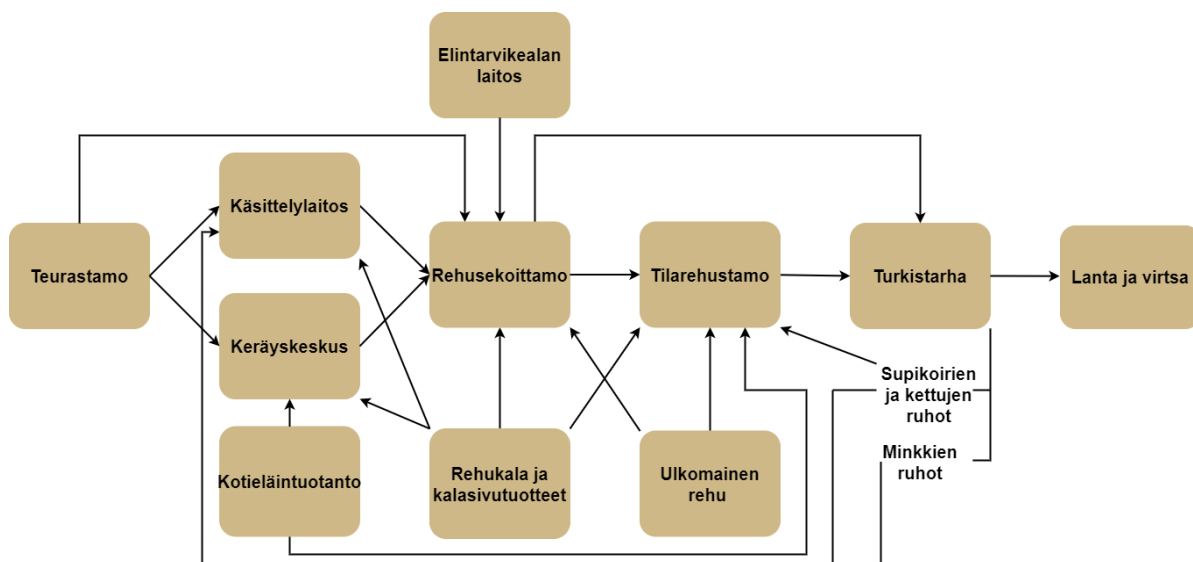 Elintarvikealan
laitos
Käsittelylaitos
Teurastamo
Rehusekoittamo
Tilarehustamo
Turkistarha
Lanta ja virtsa
Keräyskeskus
Supikoirien
ja kettujen
ruhot
Minkkien
ruhot
Kotieläintuotanto
Rehukala ja
kalasivutuotteet
Ulkomainen
rehu